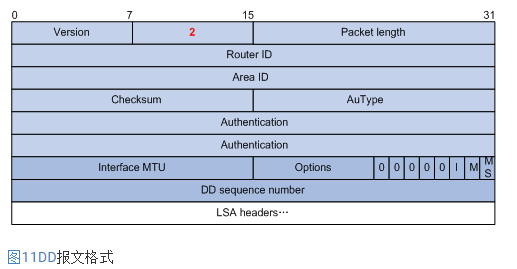 0 7 15 31
Version 2 Packet length
Router ID
Area ID
Checksum AuType
Authentication
Authentication
Interface MTU Options 0 0 0 0 0 I M M
S
DD sequence number
LSA headers…
图11DD报文格式